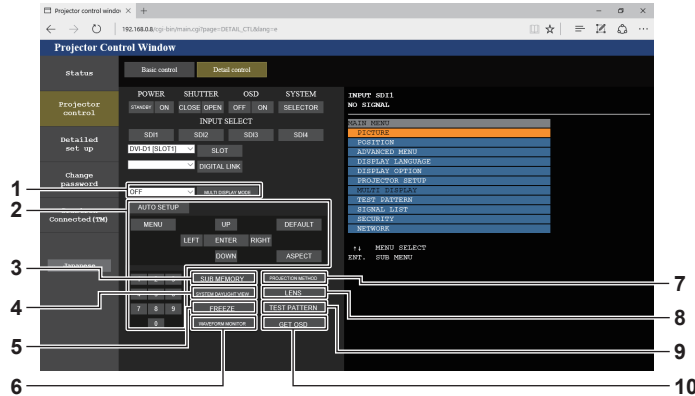 Projector control windov
192.168.0.8/cgi-bin/main.cgi?page=DETAIL_CTL&lang=e
Projector Control Window
Status
Projector
control
Detailed
set up
Change
password
Connected(TM)
Japanese
Basic control
Detail control
POWER SHUTTER OSD SYSTEM
STANDBY ON CLOSE OPEN OFF ON SELECTOR
INPUT SELECT
SDI1 SDI2 SDI3 SDI4
DVI-D1 [SLOT1] SLOT
DIGITAL LINK
OFF MULTI DISPLAY MODE
AUTO SETUP
MENU UP DEFAULT
LEFT ENTER RIGHT
DOWN ASPECT
SUB MEMORY PROJECTION METHOD
SYSTEM DAYLIGHT VIEW LENS
7 8 9 FREEZE TEST PATTERN
0 WAVEFORM MONITOR GET OSD
INPUT SDI1
NO SIGNAL
MAIN MENU
PICTURE
POSITION
ADVANCED MENU
DISPLAY LANGUAGE
DISPLAY OPTION
PROJECTOR SETUP
MULTI DISPLAY
TEST PATTERN
SIGNAL LIST
SECURITY
NETWORK
↑↓ MENU SELECT
ENT. SUB MENU
1
2
3
4
5
6
7
8
9
10